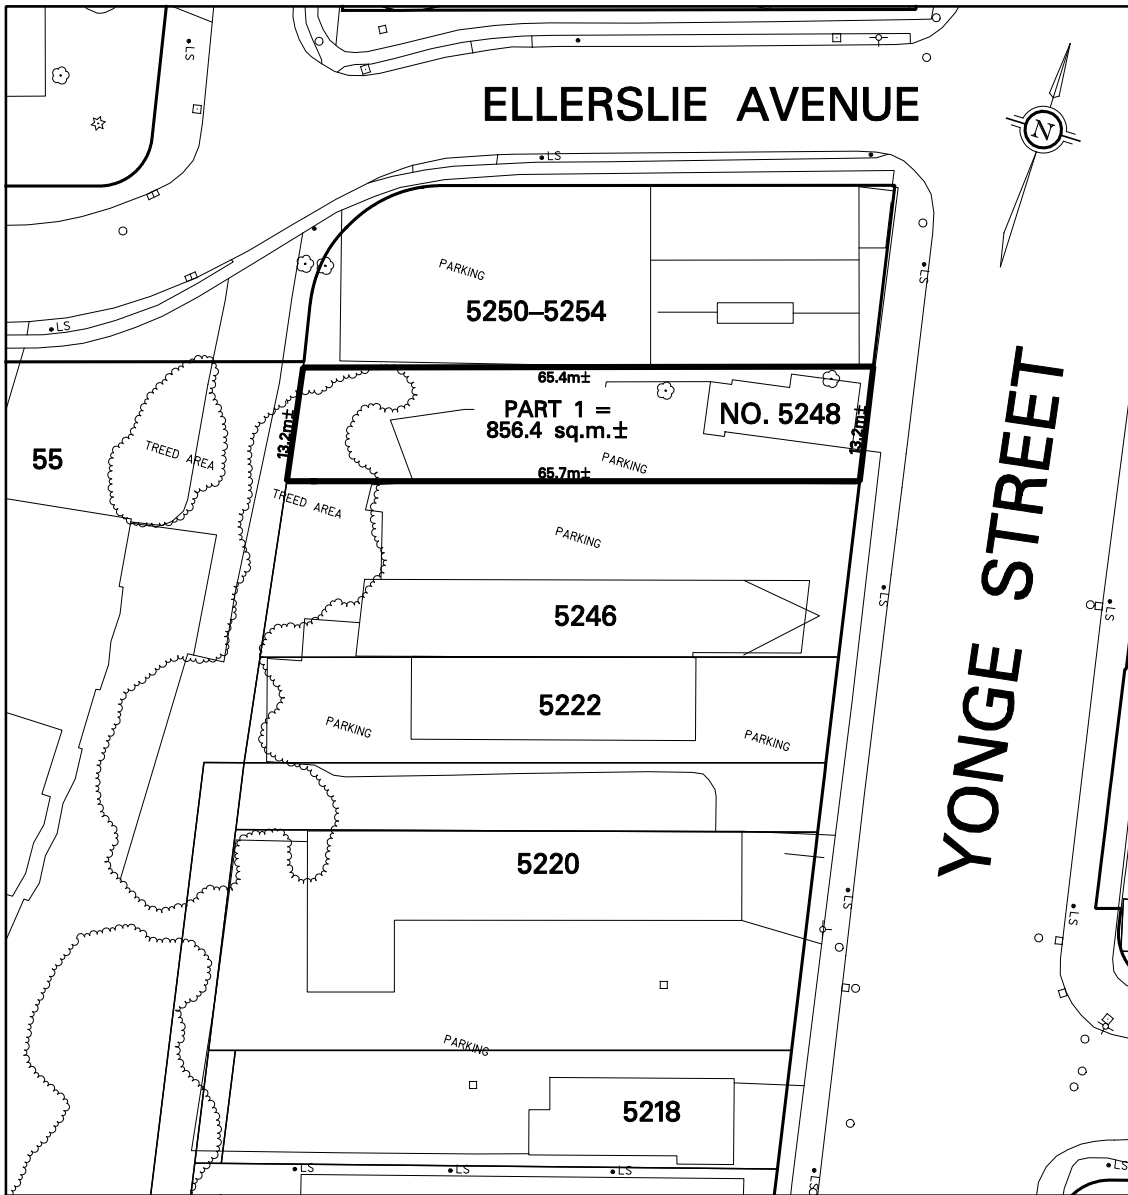 LS
ELLERSLIE AVENUE
N
LS
PARKING
5250–5254
LS
LS
65.4m±
PART 1 =
856.4 sq.m.±
NO. 5248
13.2m±
13.2m±
55
TREED AREA
PARKING
65.7m±
TREED AREA
PARKING
YONGE STREET
LS
LS
5246
5222
PARKING
PARKING
5220
LS
LS
PARKING
5218
LS
LS
LS
LS
LS